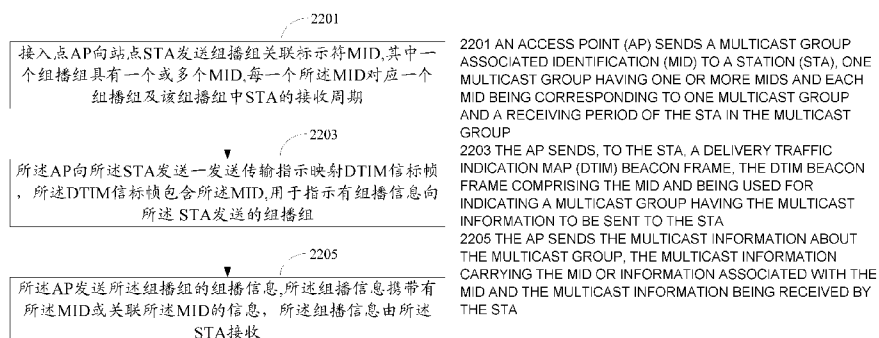 2201
接入点AP向站点STA发送组播组关联标示符MID,其中一
个组播组具有一个或多个MID,每一个所述MID对应一个
组播组及该组播组中STA的接收周期
2203
所述AP向所述STA发送一发送传输指示映射DTIM信标帧
，所述DTIM信标帧包含所述MID,用于指示有组播信息向
所述 STA发送的组播组
2205
所述AP发送所述组播组的组播信息,所述组播信息携带有
所述MID或关联所述MID的信息，所述组播信息由所述
STA接收
2201 AN ACCESS POINT (AP) SENDS A MULTICAST GROUP
ASSOCIATED IDENTIFICATION (MID) TO A STATION (STA), ONE
MULTICAST GROUP HAVING ONE OR MORE MIDS AND EACH
MID BEING CORRESPONDING TO ONE MULTICAST GROUP
AND A RECEIVING PERIOD OF THE STA IN THE MULTICAST
GROUP
2203 THE AP SENDS, TO THE STA, A DELIVERY TRAFFIC
INDICATION MAP (DTIM) BEACON FRAME, THE DTIM BEACON
FRAME COMPRISING THE MID AND BEING USED FOR
INDICATING A MULTICAST GROUP HAVING THE MULTICAST
INFORMATION TO BE SENT TO THE STA
2205 THE AP SENDS THE MULTICAST INFORMATION ABOUT
THE MULTICAST GROUP, THE MULTICAST INFORMATION
CARRYING THE MID OR INFORMATION ASSOCIATED WITH THE
MID AND THE MULTICAST INFORMATION BEING RECEIVED BY
THE STA